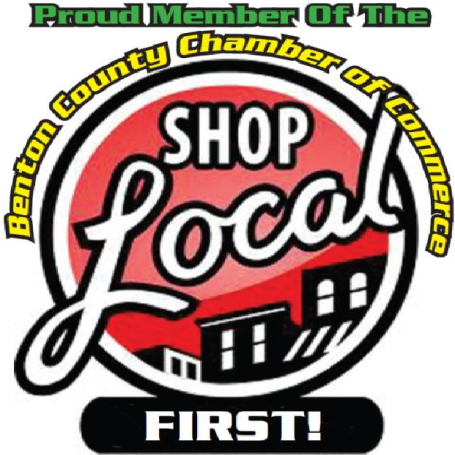 Proud Member Of The
Benton County Chamber of Commerce
SHOP
Local
FIRST!